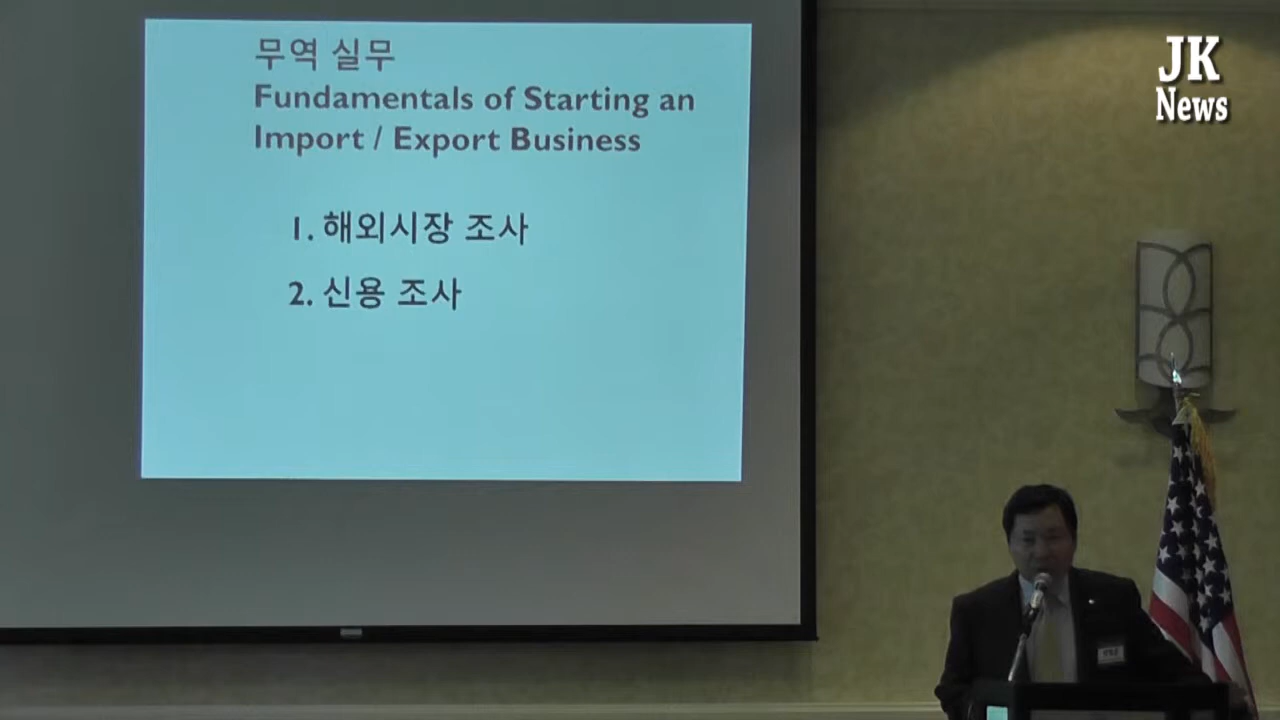 무역 실무
Fundamentals of Starting an
Import / Export Business
1. 해외시장 조사
2. 신용 조사
JK
News